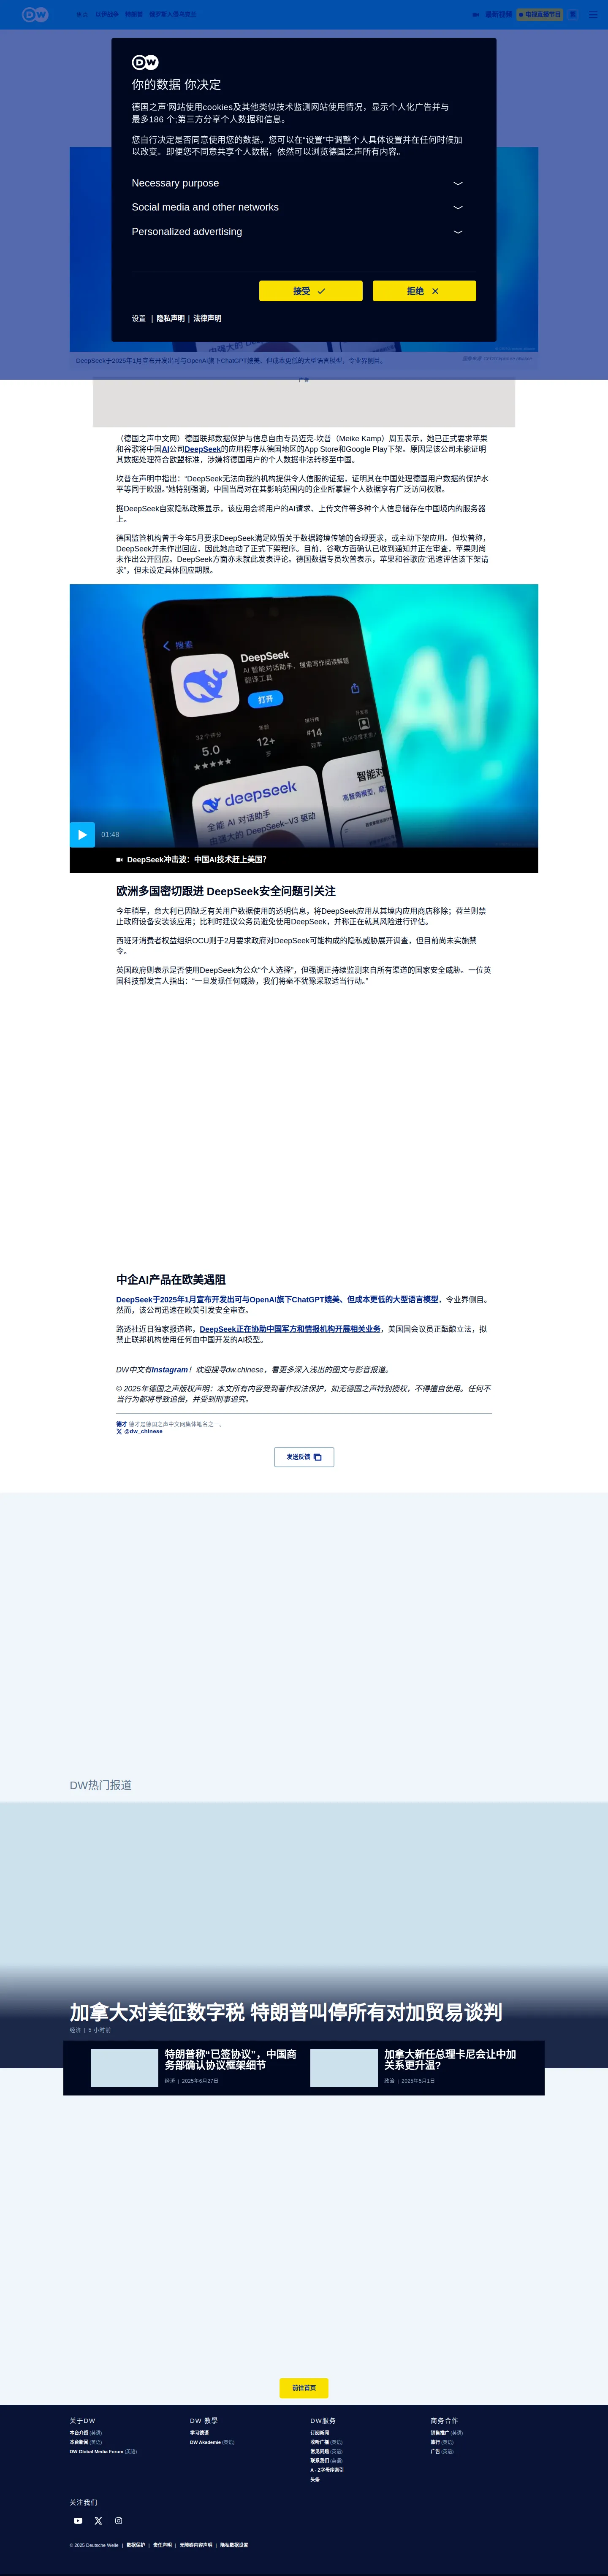 DW
以伊战争 特朗普
最新视频 电视直播节目
DW
你的数据 你决定
德国之声¨网站使用cookies及其他类似技术监测网站使用情况，显示个人化广告并与
最多186 个;第三方分享个人数据和信息。
您自行决定是否同意使用您的数据。您可以在“设置”中调整个人具体设置并在任何时候加
以改变。即便您不同意共享个人数据，依然可以浏览德国之声所有内容。
Necessary purpose
Social media and other networks
Personalized advertising
接受
拒绝
设置 | 隐私声明 | 法律声明
DeepSeek于2025年1月宣布开发出可与OpenAI旗下ChatGPT媲美、但成本更低的大型语言模型，令业界侧目。
广告
（德国之声中文网）德国联邦数据保护与信息自由专员迈克·坎普（Meike Kamp）周五表示，她已正式要求苹果
和谷歌将中国AI公司DeepSeek的应用程序从德国地区的App Store和Google Play下架。原因是该公司未能证明
其数据处理符合欧盟标准，涉嫌将德国用户的个人数据非法转移至中国。
坎普在声明中指出：“DeepSeek无法向我的机构提供令人信服的证据，证明其在中国处理德国用户数据的保护水
平等同于欧盟。”她特别强调，中国当局对在其影响范围内的企业所掌握个人数据享有广泛访问权限。
据DeepSeek自家隐私政策显示，该应用会将用户的AI请求、上传文件等多种个人信息储存在中国境内的服务器
上。
德国监管机构曾于今年5月要求DeepSeek满足欧盟关于数据跨境传输的合规要求，或主动下架应用。但坎普称，
DeepSeek并未作出回应，因此她启动了正式下架程序。目前，谷歌方面确认已收到通知并正在审查，苹果则尚
未作出公开回应。DeepSeek方面亦未就此发表评论。德国数据专员坎普表示，苹果和谷歌应“迅速评估该下架请
求”，但未设定具体回应期限。
搜索
DeepSeek
AI 智能对话助手，搜索写作阅读解题
翻译工具
打开
5.0
12+
岁
#14
deepseek
全能 AI 对话助手
由强大的 DeepSeek-V3 驱动
01:48
DeepSeek冲击波：中国AI技术赶上美国？
欧洲多国密切跟进 DeepSeek安全问题引关注
今年稍早，意大利已因缺乏有关用户数据使用的透明信息，将DeepSeek应用从其境内应用商店移除；荷兰则禁
止政府设备安装该应用；比利时建议公务员避免使用DeepSeek，并称正在就其风险进行评估。
西班牙消费者权益组织OCU则于2月要求政府对DeepSeek可能构成的隐私威胁展开调查，但目前尚未实施禁
令。
英国政府则表示是否使用DeepSeek为公众“个人选择”，但强调正持续监测来自所有渠道的国家安全威胁。一位英
国科技部发言人指出：“一旦发现任何威胁，我们将毫不犹豫采取适当行动。”
中企AI产品在欧美遇阻
DeepSeek于2025年1月宣布开发出可与OpenAI旗下ChatGPT媲美、但成本更低的大型语言模型，令业界侧目。
然而，该公司迅速在欧美引发安全审查。
路透社近日独家报道称，DeepSeek正在协助中国军方和情报机构开展相关业务，美国国会议员正酝酿立法，拟
禁止联邦机构使用任何由中国开发的AI模型。
DW中文有Instagram！欢迎搜寻dw.chinese，看更多深入浅出的图文与影音报道。
© 2025年德国之声版权声明：本文所有内容受到著作权法保护，如无德国之声特别授权，不得擅自使用。任何不
当行为都将导致追偿，并受到刑事追究。
德才 德才是德国之声中文网集体笔名之一。
@dw_chinese
发送反馈
DW热门报道
加拿大对美征数字税 特朗普叫停所有对加贸易谈判
经济 | 5 小时前
特朗普称“已签协议”，中国商
务部确认协议框架细节
经济 | 2025年6月27日
加拿大新任总理卡尼会让中加
关系更升温?
政治 | 2025年5月1日
前往首页
关于DW
本台介绍 (英语)
本台新闻 (英语)
DW Global Media Forum (英语)
DW 教學
学习德语
DW Akademie (英语)
DW服务
订阅新闻
收听广播 (英语)
常见问题 (英语)
联系我们 (英语)
A - Z字母序索引
头条
商务合作
销售推广 (英语)
旅行 (英语)
广告 (英语)
关注我们
© 2025 Deutsche Welle | 数据保护 | 责任声明 | 无障碍内容声明 | 隐私数据设置